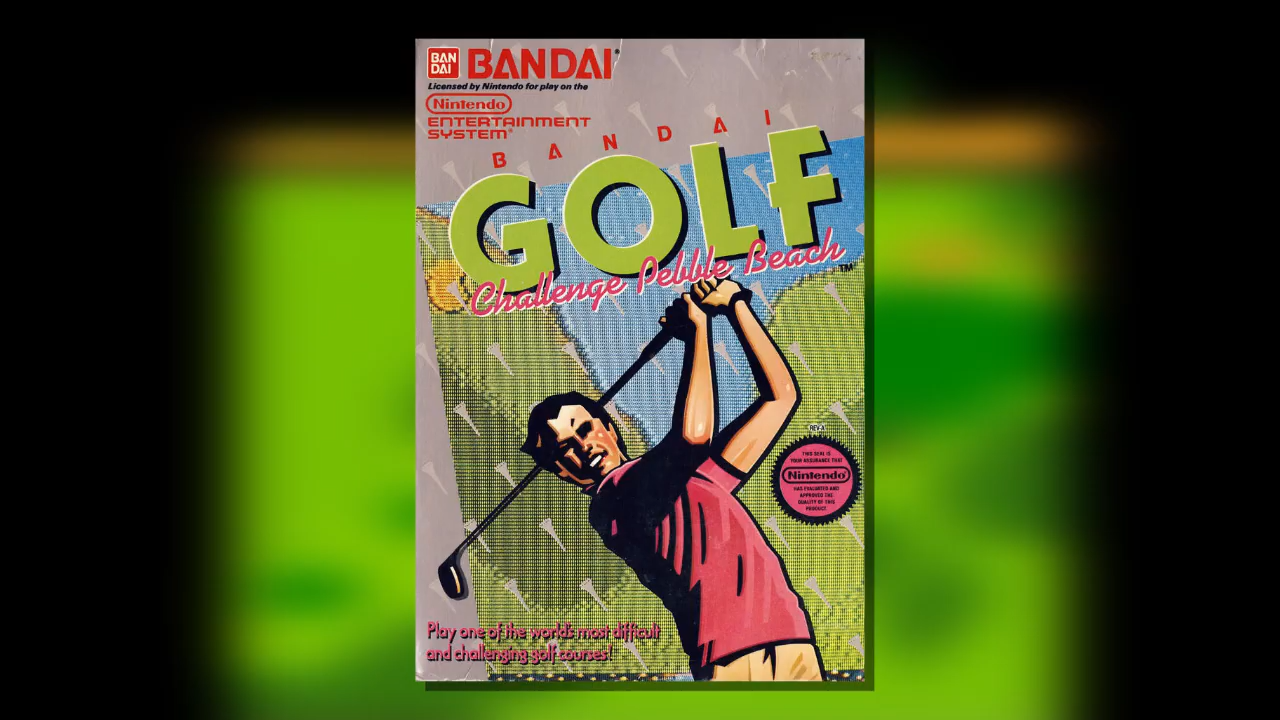 BAN
DAI
BANDAI
Licensed by Nintendo for play on the
Nintendo
ENTERTAINMENT
SYSTEM
BANDAI
GOLF
Challenge Pebble Beach
TM
REV-A
THIS SEAL IS
YOUR ASSURANCE THAT
Nintendo
HAS EVALUATED AND
APPROVED THE
QUALITY OF THIS
PRODUCT.
Play one of the world's most difficult
and challenging golf courses!